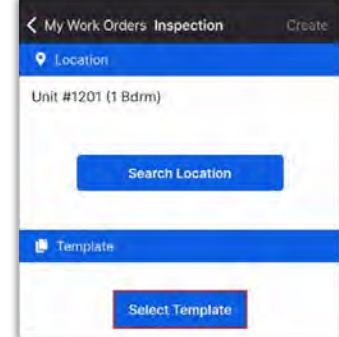 My Work Orders Inspection Create
Location
Unit #1201 (1 Bdrm)
Search Location
Template
Select Template